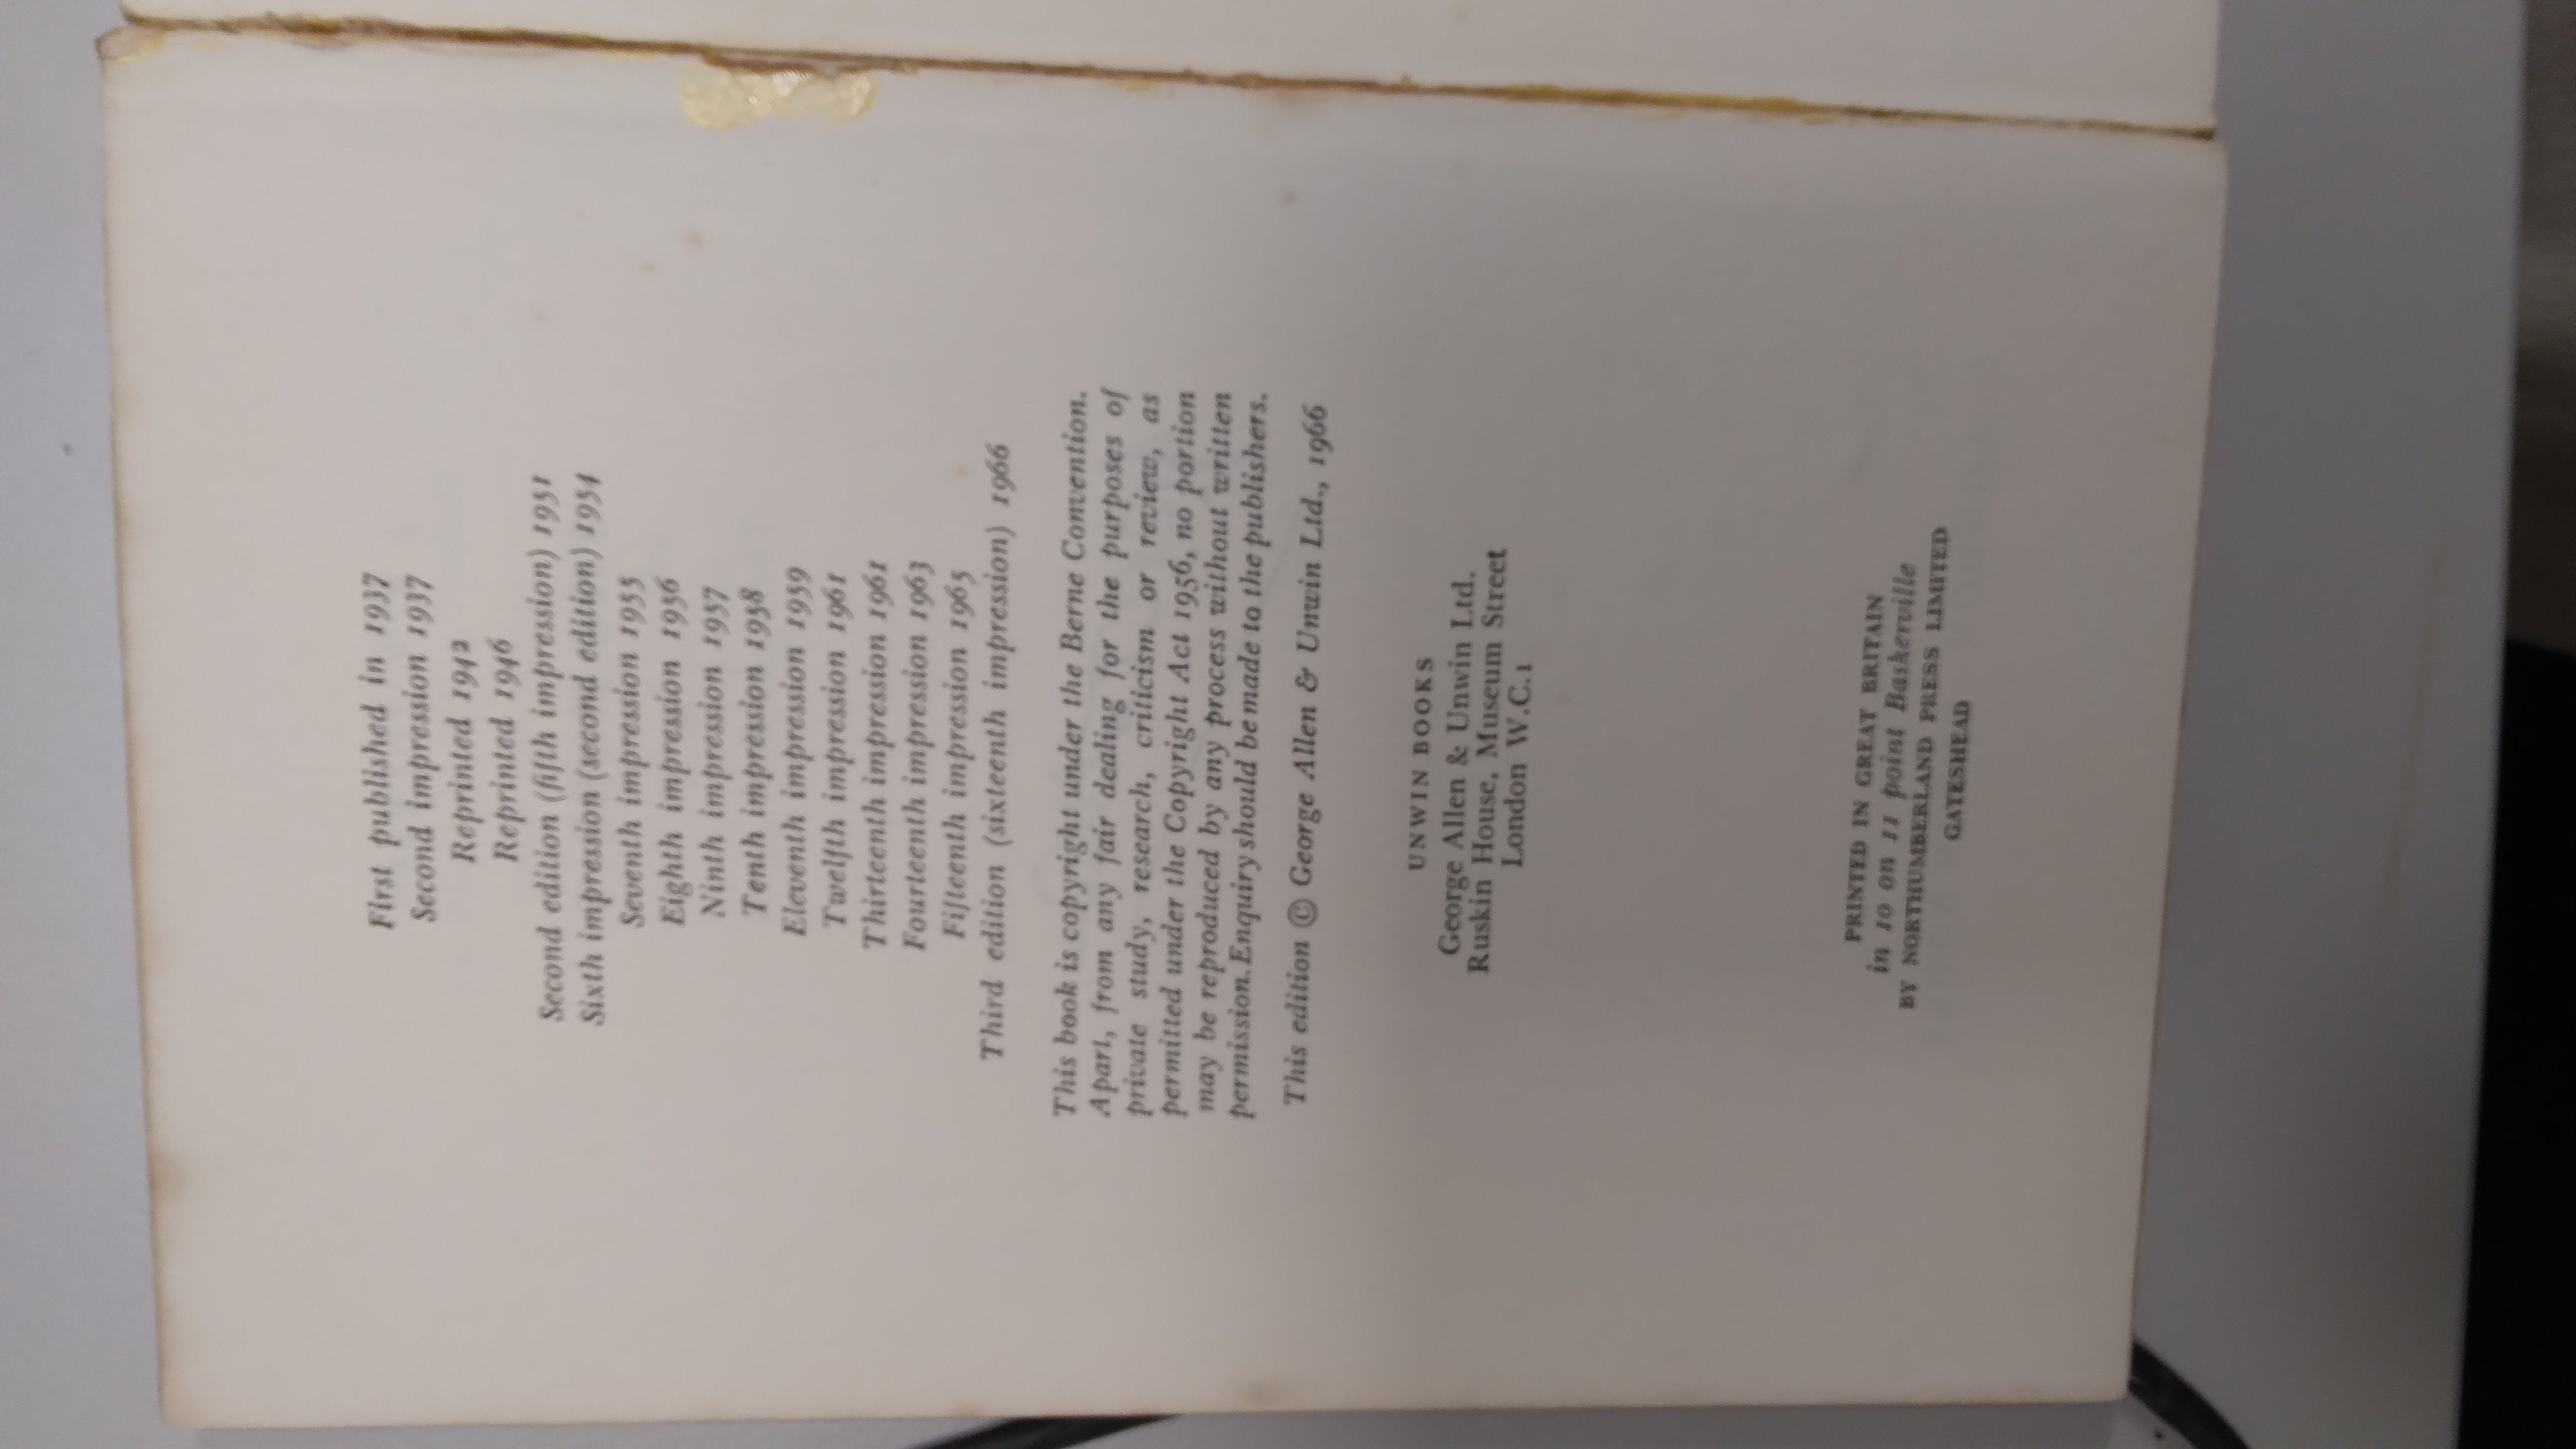 First published in 1937
Second impression 1937
Reprinted 1942
Reprinted 1946
Second edition (fifth impression) 1951
Sixth impression (second edition) 1954
Seventh impression 1955
Eighth impression 1956
Ninth impression 1957
Tenth impression 1958
Eleventh impression 1959
Twelfth impression 1961
Thirteenth impression 1961
Fourteenth impression 1963
Fifteenth impression 1965
Third edition (sixteenth impression) 1966
This book is copyright under the Berne Convention.
Apart, from any fair dealing for the purposes of
private study, research, criticism or review, as
permitted under the Copyright Act 1956, no portion
may be reproduced by any process without written
permission. Enquiry should be made to the publishers.
This edition © George Allen & Unwin Ltd., 1966
UNWIN BOOKS
George Allen & Unwin Ltd.
Ruskin House, Museum Street
London W.C.1
PRINTED IN GREAT BRITAIN
in 10 on 11 point Baskerville
BY NORTHUMBERLAND PRESS LIMITED
GATESHEAD